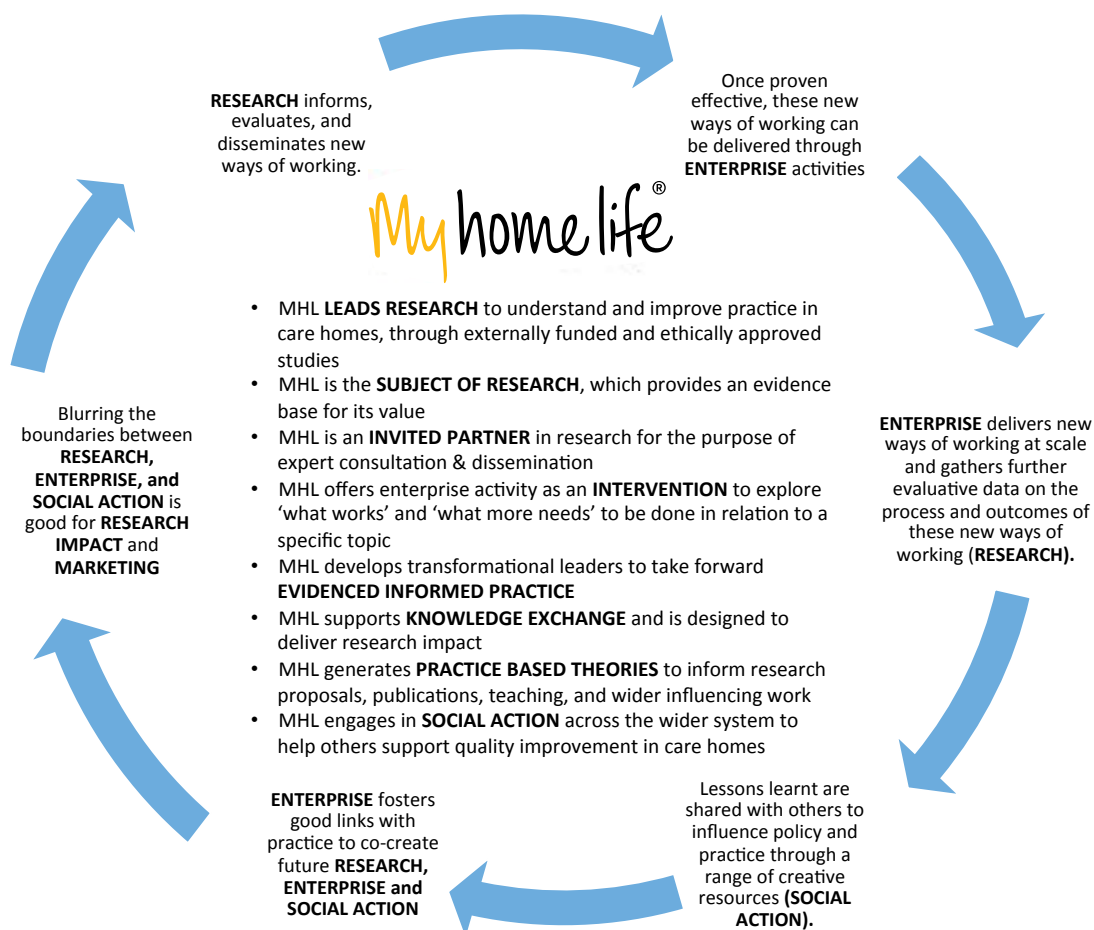 RESEARCH informs,
evaluates, and
disseminates new
ways of working.
Once proven
effective, these new
ways of working can
be delivered through
ENTERPRISE activities
My home life®
• MHL LEADS RESEARCH to understand and improve practice in
care homes, through externally funded and ethically approved
studies
• MHL is the SUBJECT OF RESEARCH, which provides an evidence
base for its value
• MHL is an INVITED PARTNER in research for the purpose of
expert consultation & dissemination
• MHL offers enterprise activity as an INTERVENTION to explore
‘what works’ and ‘what more needs’ to be done in relation to a
specific topic
• MHL develops transformational leaders to take forward
EVIDENCED INFORMED PRACTICE
• MHL supports KNOWLEDGE EXCHANGE and is designed to
deliver research impact
• MHL generates PRACTICE BASED THEORIES to inform research
proposals, publications, teaching, and wider influencing work
• MHL engages in SOCIAL ACTION across the wider system to
help others support quality improvement in care homes
ENTERPRISE delivers new
ways of working at scale
and gathers further
evaluative data on the
process and outcomes of
these new ways of
working (RESEARCH).
Lessons learnt are
shared with others to
influence policy and
practice through a
range of creative
resources (SOCIAL
ACTION).
ENTERPRISE fosters
good links with
practice to co-create
future RESEARCH,
ENTERPRISE and
SOCIAL ACTION
Blurring the
boundaries between
RESEARCH,
ENTERPRISE, and
SOCIAL ACTION is
good for RESEARCH
IMPACT and
MARKETING